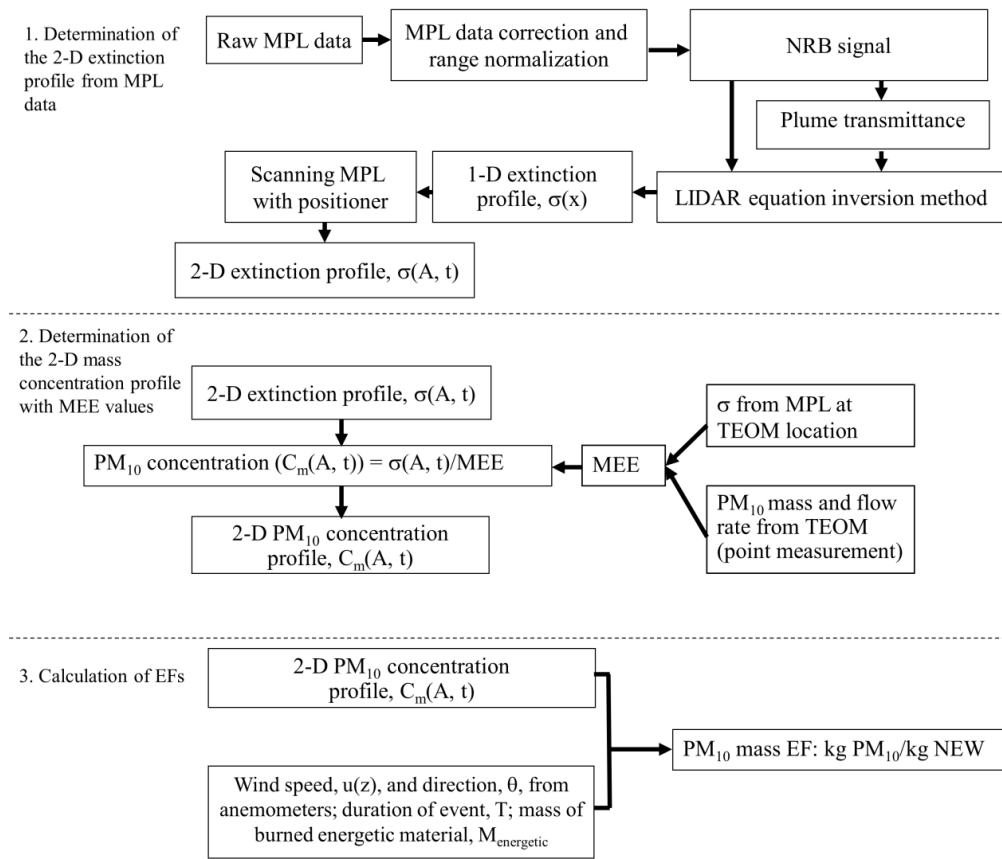 1. Determination of
the 2-D extinction
profile from MPL
data
Raw MPL data
MPL data correction and
range normalization
NRB signal
Plume transmittance
LIDAR equation inversion method
1-D extinction
profile, σ(x)
Scanning MPL
with positioner
2-D extinction profile, σ(A, t)
2. Determination of
the 2-D mass
concentration profile
with MEE values
2-D extinction profile, σ(A, t)
PM₁₀ concentration (Cₘ(A, t)) = σ(A, t)/MEE
MEE
σ from MPL at
TEOM location
PM₁₀ mass and flow
rate from TEOM
(point measurement)
2-D PM₁₀ concentration
profile, Cₘ(A, t)
3. Calculation of EFs
2-D PM₁₀ concentration
profile, Cₘ(A, t)
Wind speed, u(z), and direction, θ, from
anemometers; duration of event, T; mass of
burned energetic material, M_energetic
PM₁₀ mass EF: kg PM₁₀/kg NEW